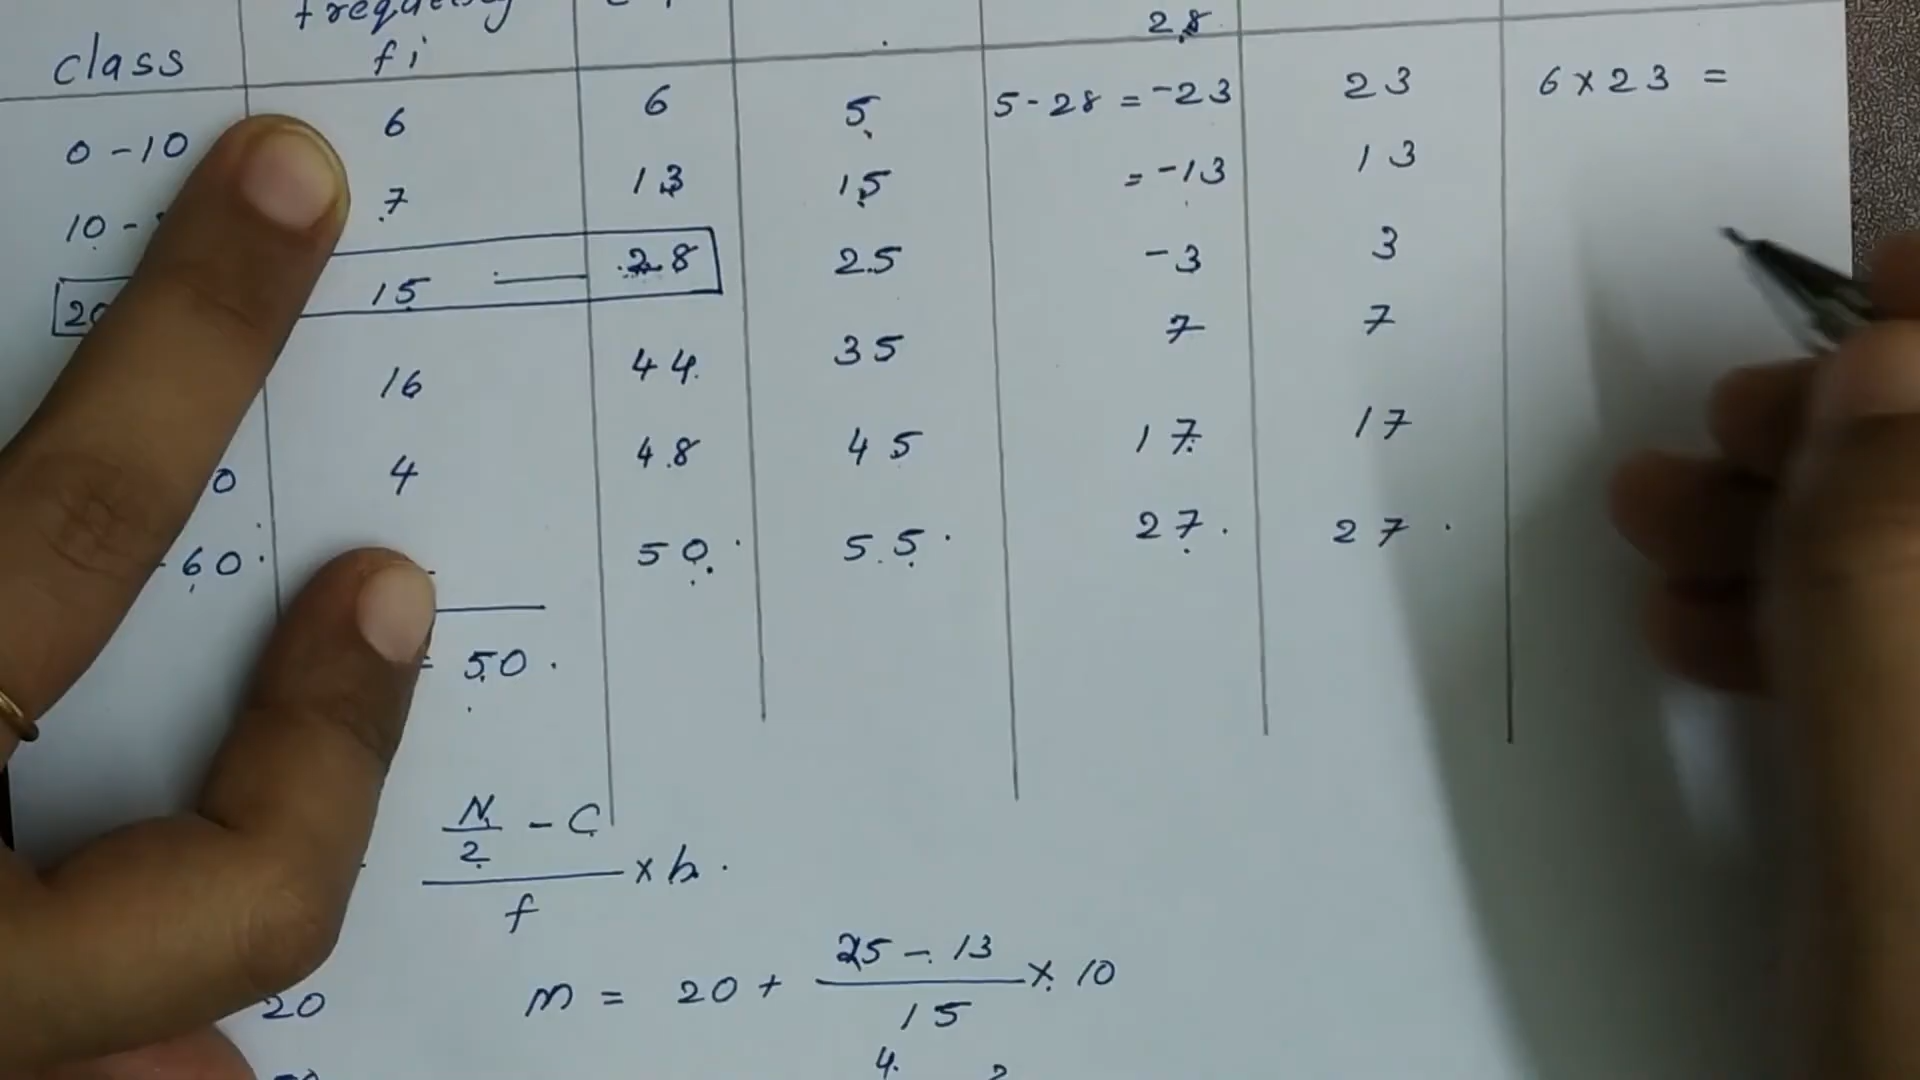 28
class
fi
0-10 6 6 5 5-28 = -23 23 6×23 =
10- 7 13 15 = -13 13
20 15 28 25 -3 3
16 44 35 7 7
0 4 48 45 17 17
60 50 55 27 27
= 50
N/2 - C
f
× h
25 - 13
m = 20 + × 10
15
20
4